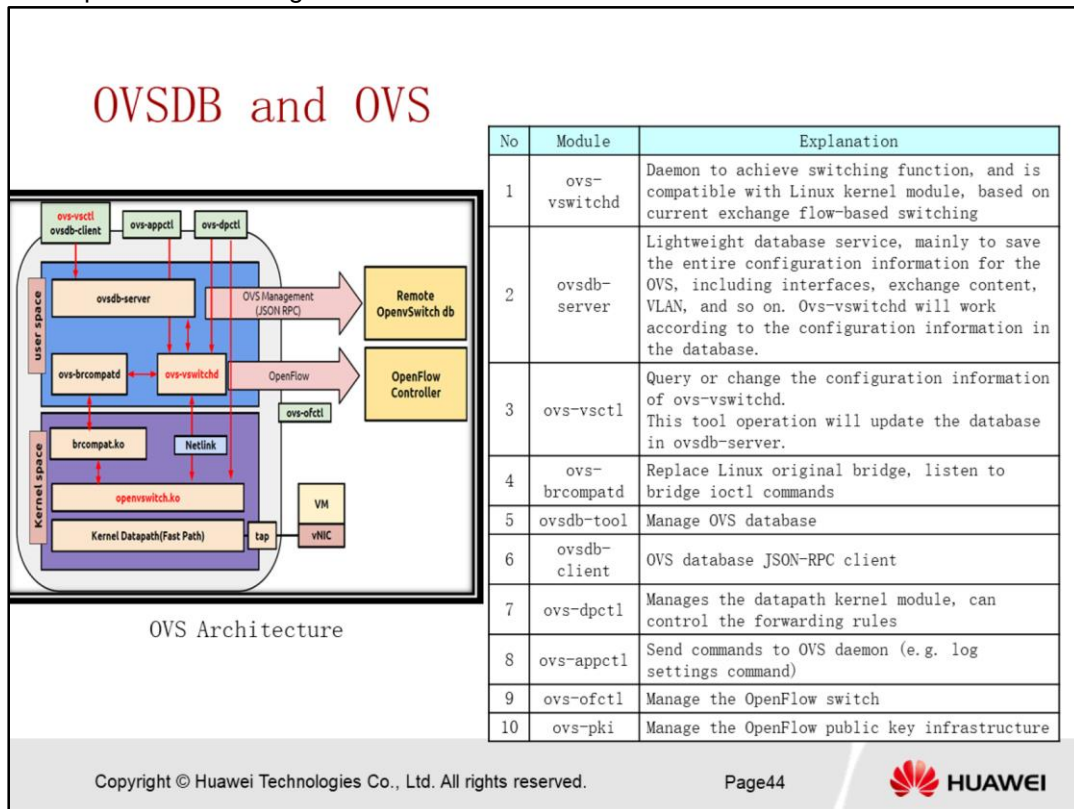 OVSDB and OVS
ovs-vsctl
ovsdb-client
ovs-appctl
ovs-dpctl
user space
ovsdb-server
OVS Management
(JSON RPC)
Remote
OpenvSwitch db
ovs-brcompatd
ovs-vswitchd
OpenFlow
OpenFlow
Controller
ovs-ofctl
Kernel space
brcompat.ko
Netlink
openvswitch.ko
Kernel Datapath(Fast Path)
tap
VM
vNIC
OVS Architecture
No Module Explanation
1 ovs-
vswitchd
Daemon to achieve switching function, and is
compatible with Linux kernel module, based on
current exchange flow-based switching
2 ovsdb-
server
Lightweight database service, mainly to save
the entire configuration information for the
OVS, including interfaces, exchange content,
VLAN, and so on. Ovs-vswitchd will work
according to the configuration information in
the database.
3 ovs-vsctl
Query or change the configuration information
of ovs-vswitchd.
This tool operation will update the database
in ovsdb-server.
4 ovs-
brcompatd
Replace Linux original bridge, listen to
bridge ioctl commands
5 ovsdb-tool Manage OVS database
6 ovsdb-
client
OVS database JSON-RPC client
7 ovs-dpctl
Manages the datapath kernel module, can
control the forwarding rules
8 ovs-appctl
Send commands to OVS daemon (e.g. log
settings command)
9 ovs-ofctl Manage the OpenFlow switch
10 ovs-pki Manage the OpenFlow public key infrastructure
Copyright © Huawei Technologies Co., Ltd. All rights reserved.
Page44
HUAWEI